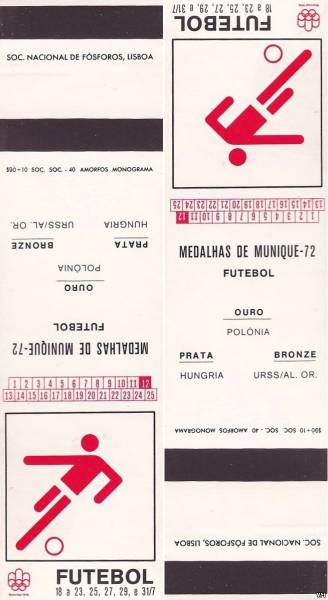 SOC. NACIONAL DE FÓSFOROS, LISBOA
$90+10 SOC. SOC. - 40 AMORFOS MONOGRAMA
MEDALHAS DE MUNIQUE-72
FUTEBOL
OURO
POLÓNIA
PRATA BRONZE
HUNGRIA URSS/AL. OR.
1 2 3 4 5 6 7 8 9 10 11 12
13 14 15 16 17 18 19 20 21 22 23 24 25
FUTEBOL
18 a 23, 25, 27, 29, e 31/7
FUTEBOL
18 a 23, 25, 27, 29, e 31/7
1 2 3 4 5 6 7 8 9 10 11 12
13 14 15 16 17 18 19 20 21 22 23 24 25
MEDALHAS DE MUNIQUE-72
FUTEBOL
OURO
POLÓNIA
PRATA BRONZE
HUNGRIA URSS/AL. OR.
$90+10 SOC. SOC. - 40 AMORFOS MONOGRAMA
SOC. NACIONAL DE FÓSFOROS, LISBOA